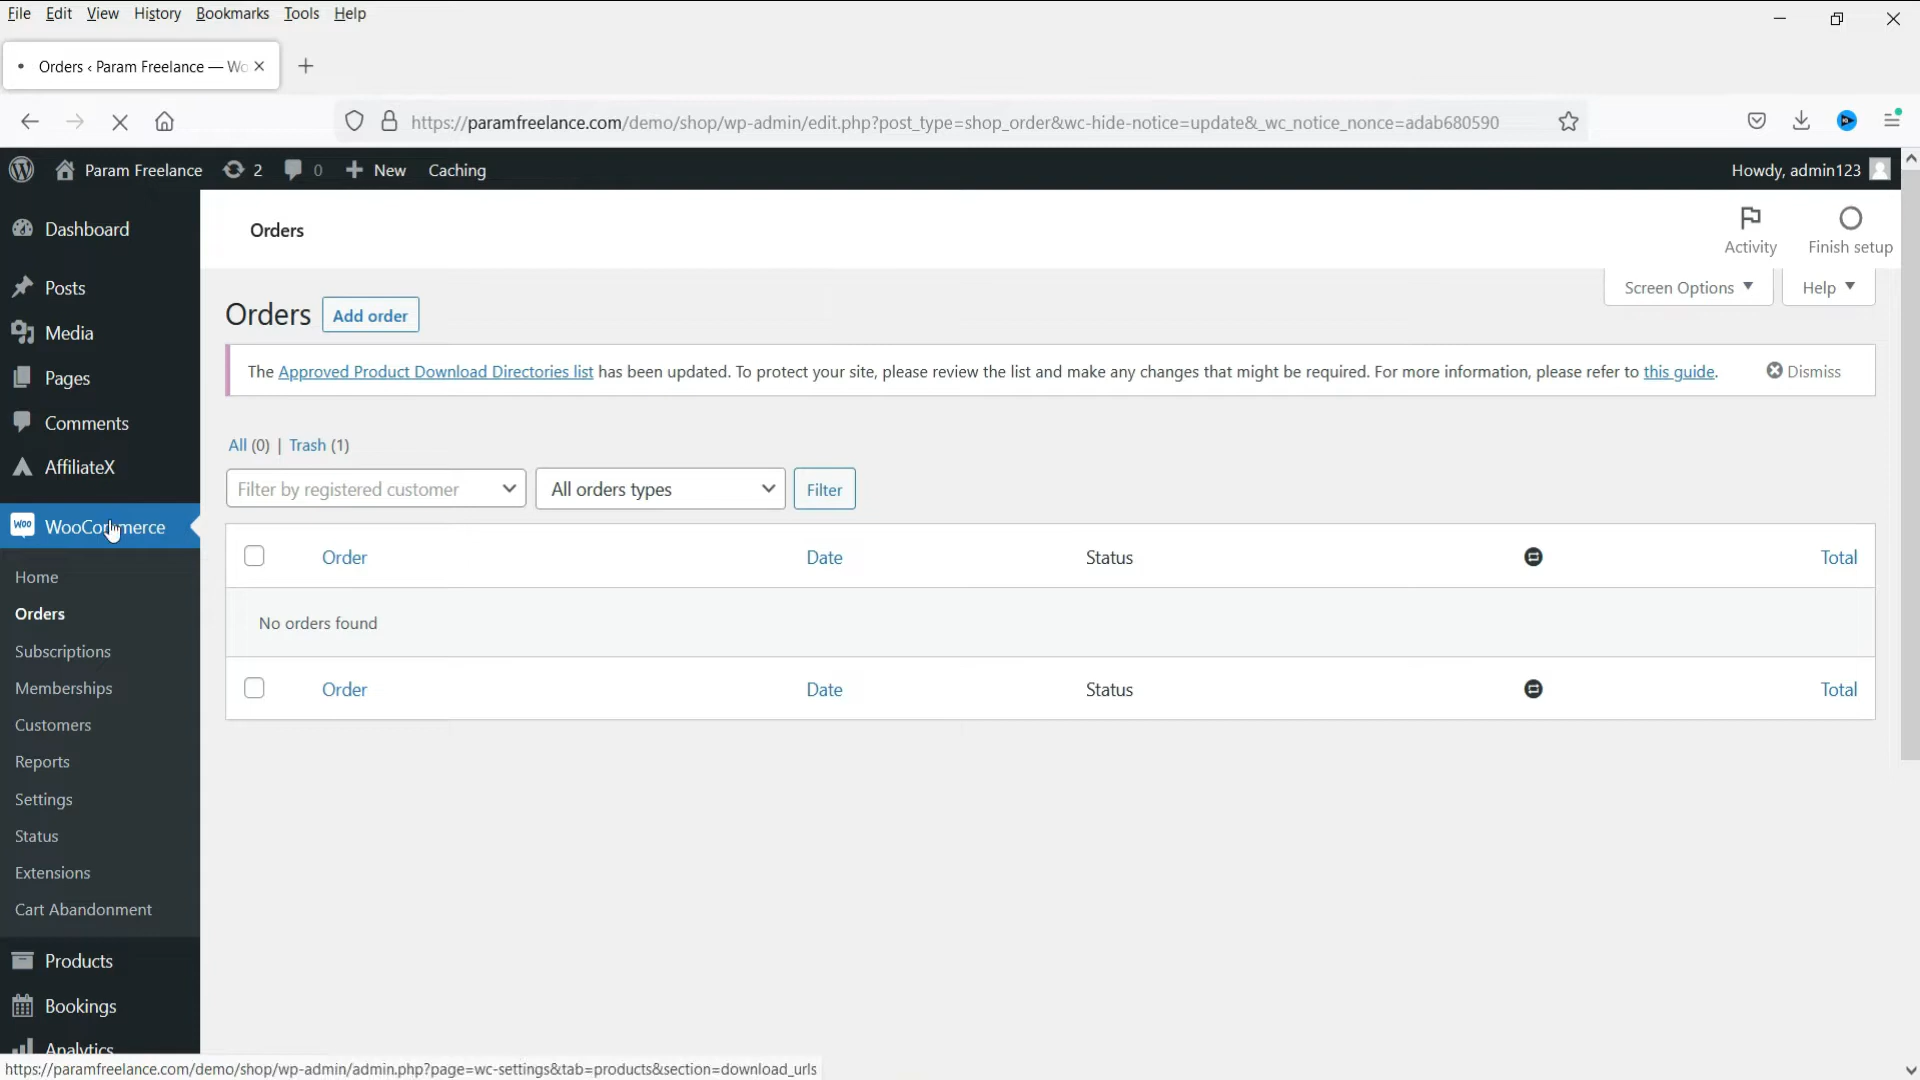 File Edit View History Bookmarks Tools Help
Orders ‹ Param Freelance — Wo
https://paramfreelance.com/demo/shop/wp-admin/edit.php?post_type=shop_order&wc-hide-notice=update&_wc_notice_nonce=adab680590
Param Freelance 2 0 New Caching Howdy, admin123
Dashboard
Posts
Media
Pages
Comments
AffiliateX
Woo WooCommerce
Home
Orders
Subscriptions
Memberships
Customers
Reports
Settings
Status
Extensions
Cart Abandonment
Products
Bookings
Analytics
Orders
Activity Finish setup
Screen Options Help
Orders Add order
The Approved Product Download Directories list has been updated. To protect your site, please review the list and make any changes that might be required. For more information, please refer to this guide. Dismiss
All (0) | Trash (1)
Filter by registered customer All orders types Filter
Order Date Status Total
No orders found
Order Date Status Total
https://paramfreelance.com/demo/shop/wp-admin/admin.php?page=wc-settings&tab=products&section=download_urls